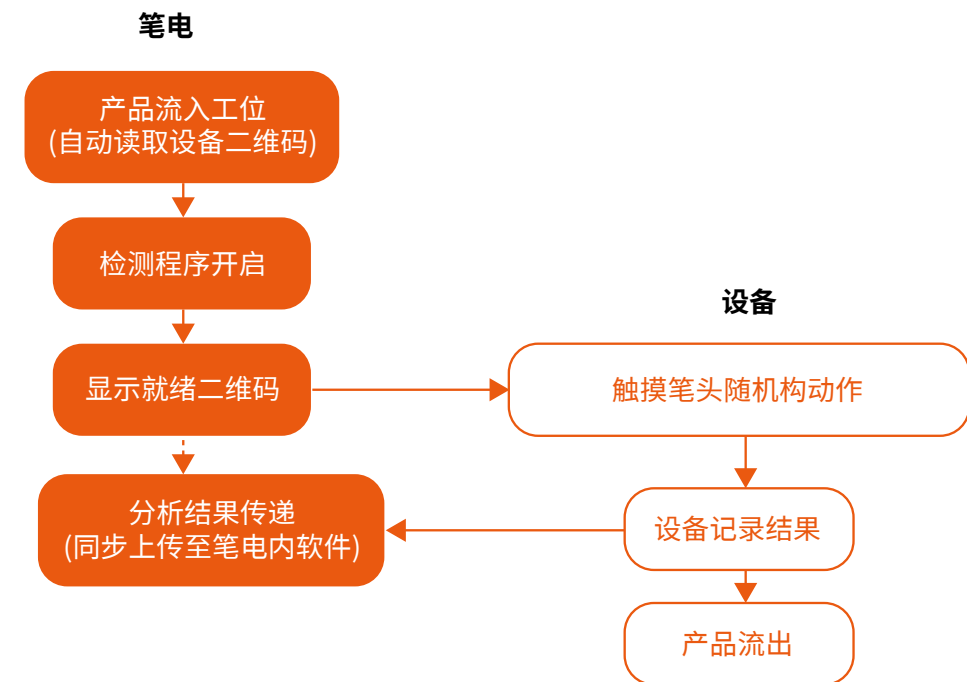 笔电
产品流入工位
(自动读取设备二维码)
检测程序开启
设备
显示就绪二维码
触摸笔头随机构动作
分析结果传递
(同步上传至笔电内软件)
设备记录结果
产品流出